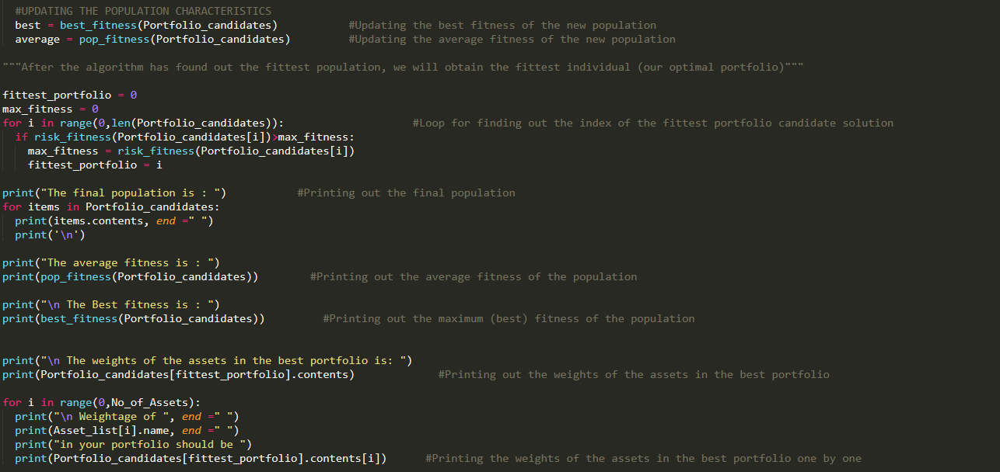 #UPDATING THE POPULATION CHARACTERISTICS
best = best_fitness(Portfolio_candidates) #Updating the best fitness of the new population
average = pop_fitness(Portfolio_candidates) #Updating the average fitness of the new population
"""After the algorithm has found out the fittest population, we will obtain the fittest individual (our optimal portfolio)"""
fittest_portfolio = 0
max_fitness = 0
for i in range(0,len(Portfolio_candidates)): #Loop for finding out the index of the fittest portfolio candidate solution
if risk_fitness(Portfolio_candidates[i])>max_fitness:
max_fitness = risk_fitness(Portfolio_candidates[i])
fittest_portfolio = i
print("The final population is : ") #Printing out the final population
for items in Portfolio_candidates:
print(items.contents, end =" ")
print('\n')
print("The average fitness is : ")
print(pop_fitness(Portfolio_candidates)) #Printing out the average fitness of the population
print("\n The Best fitness is : ")
print(best_fitness(Portfolio_candidates)) #Printing out the maximum (best) fitness of the population
print("\n The weights of the assets in the best portfolio is: ")
print(Portfolio_candidates[fittest_portfolio].contents) #Printing out the weights of the assets in the best portfolio
for i in range(0,No_of_Assets):
print("\n Weightage of ", end =" ")
print(Asset_list[i].name, end =" ")
print("in your portfolio should be ")
print(Portfolio_candidates[fittest_portfolio].contents[i]) #Printing the weights of the assets in the best portfolio one by one